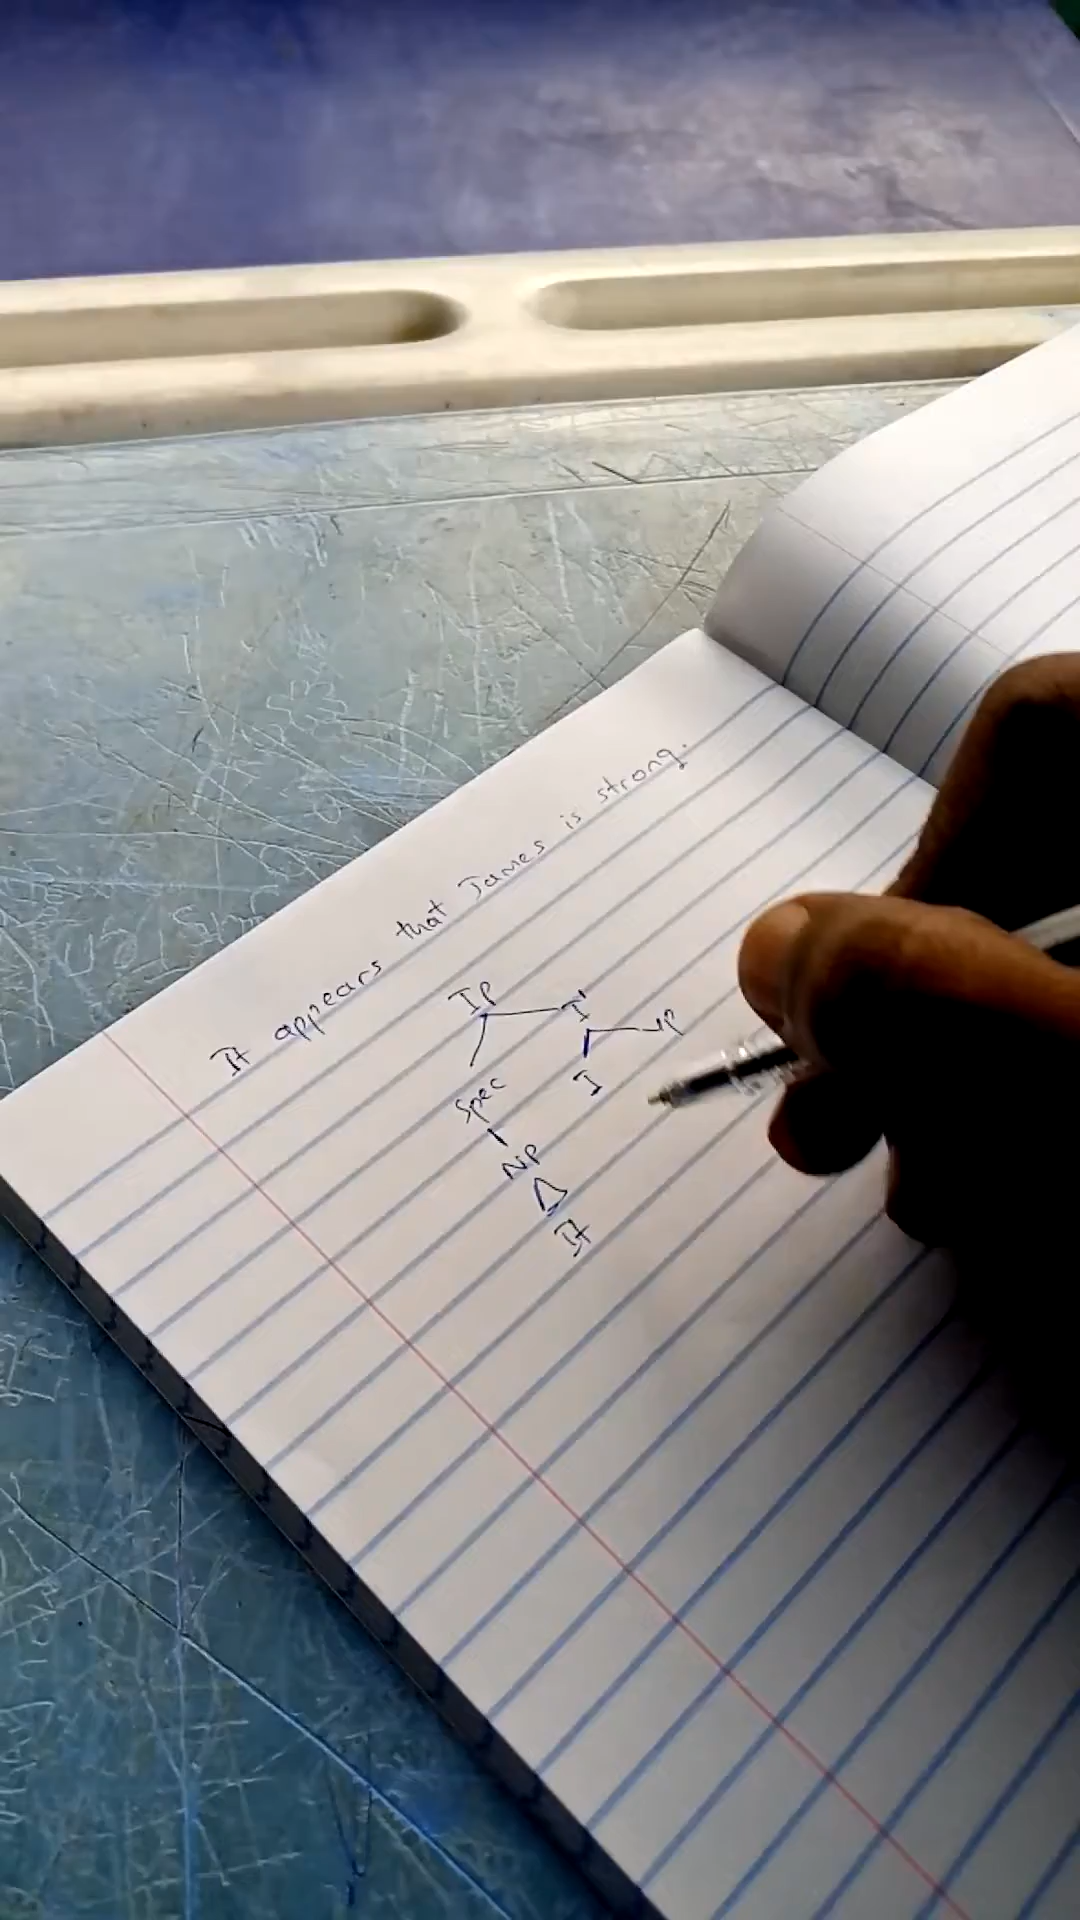 It appears that James is strong.
IP I'
I VP
Spec
NP
It